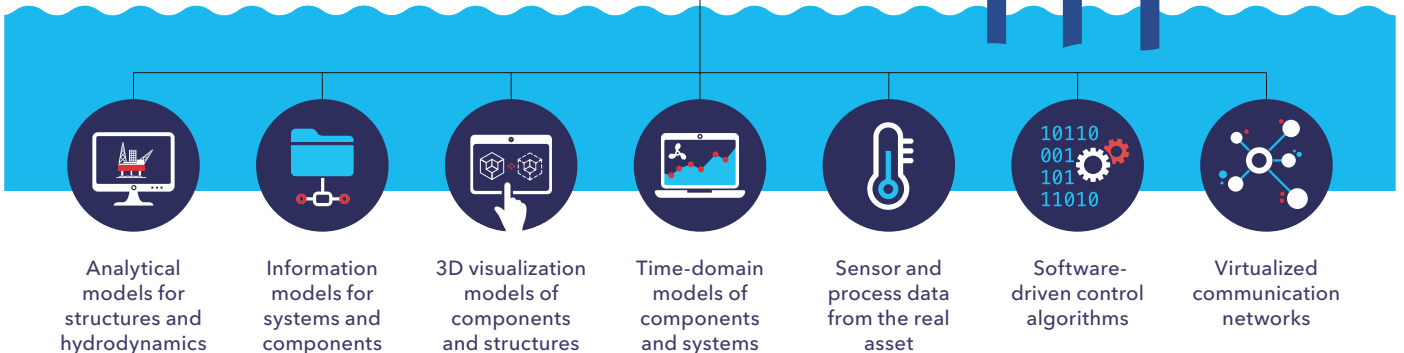 10110
001
101
11010
Analytical
models for
structures and
hydrodynamics
Information
models for
systems and
components
3D visualization
models of
components
and structures
Time-domain
models of
components
and systems
Sensor and
process data
from the real
asset
Software-
driven control
algorithms
Virtualized
communication
networks